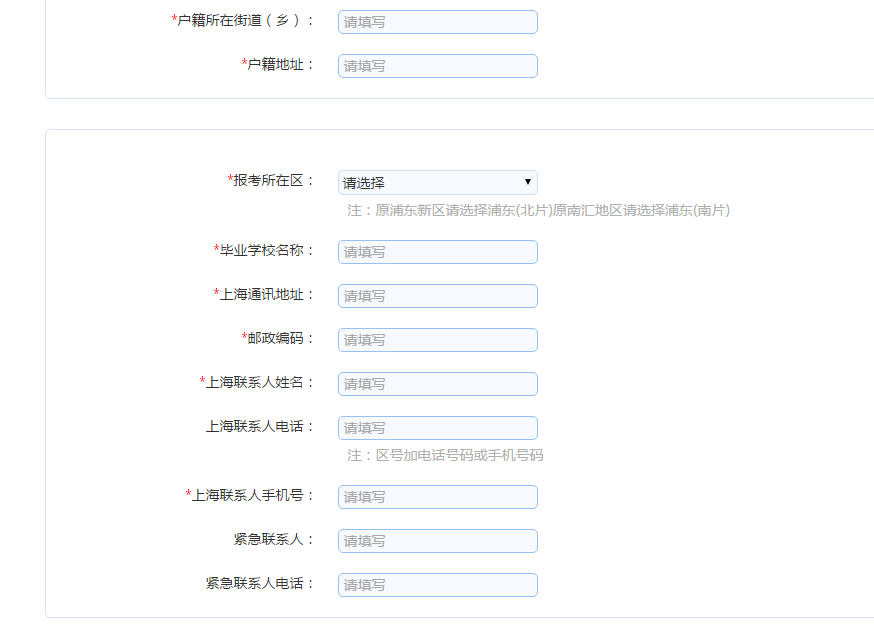 *户籍所在街道（乡）： 请填写
*户籍地址： 请填写
*报考所在区： 请选择
注：原浦东新区请选择浦东(北片)原南汇地区请选择浦东(南片)
*毕业学校名称： 请填写
*上海通讯地址： 请填写
*邮政编码： 请填写
*上海联系人姓名： 请填写
上海联系人电话： 请填写
注：区号加电话号码或手机号码
*上海联系人手机号： 请填写
紧急联系人： 请填写
紧急联系人电话： 请填写